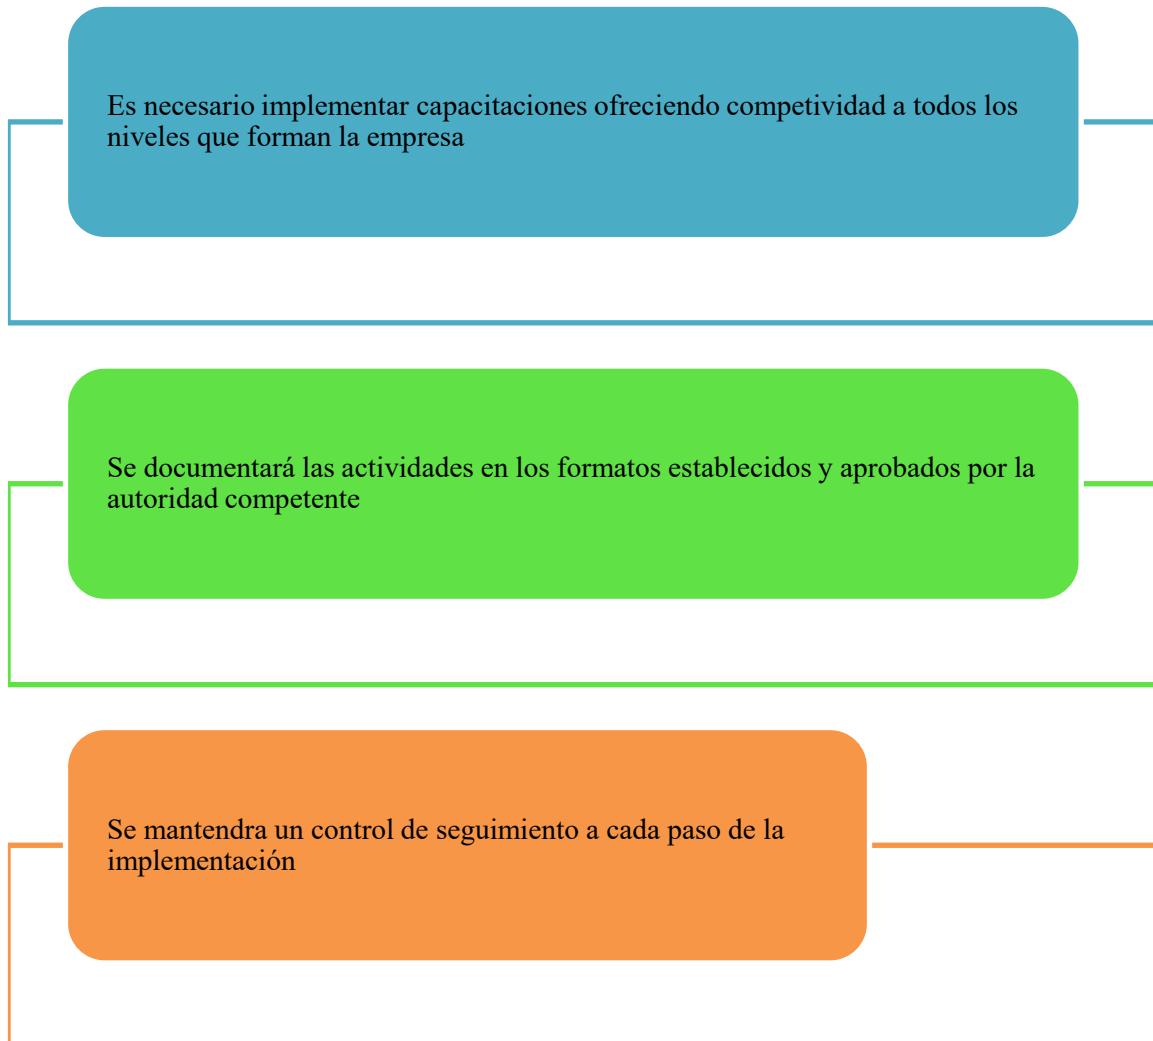 Es necesario implementar capacitaciones ofreciendo competividad a todos los
niveles que forman la empresa
Se documentará las actividades en los formatos establecidos y aprobados por la
autoridad competente
Se mantendra un control de seguimiento a cada paso de la
implementación